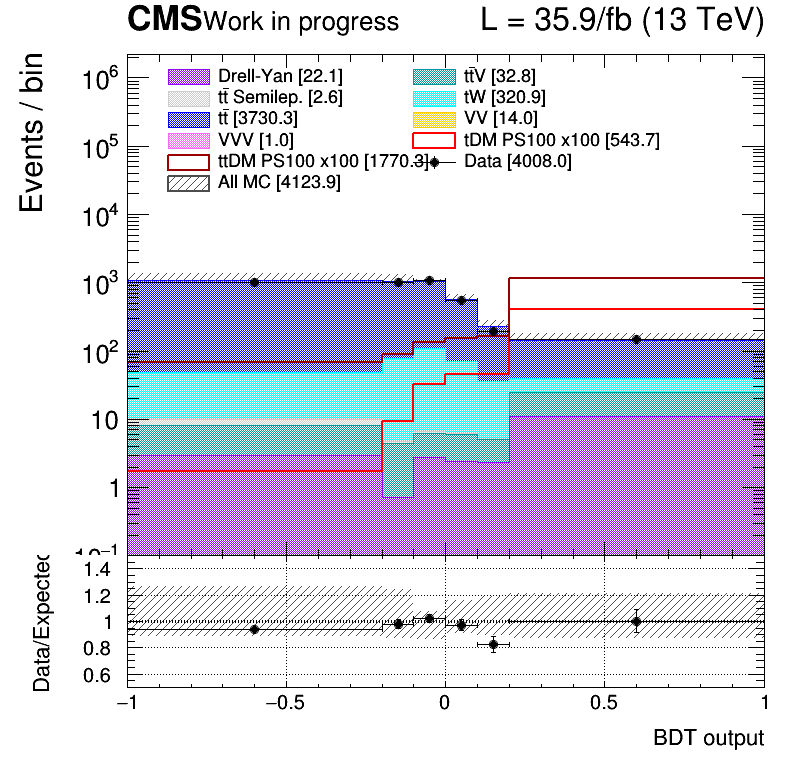 CMS Work in progress L = 35.9/fb (13 TeV)
Events / bin
Drell-Yan [22.1] tt̄V [32.8]
tt̄ Semilep. [2.6] tW [320.9]
tt̄ [3730.3] VV [14.0]
VVV [1.0] tDM PS100 x100 [543.7]
ttDM PS100 x100 [1770.3] Data [4008.0]
All MC [4123.9]
10⁶
10⁵
10⁴
10³
10²
10
1
10⁻¹
Data/Expected
1.4
1.2
1
0.8
0.6
−1 −0.5 0 0.5 1
BDT output